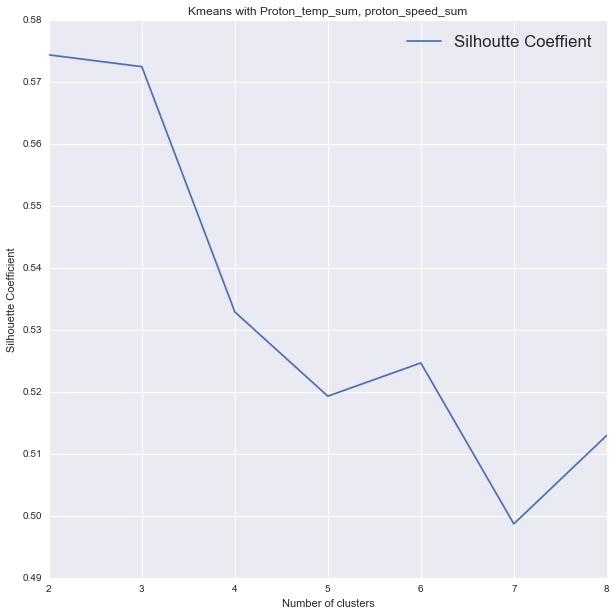 Kmeans with Proton_temp_sum, proton_speed_sum
Silhoutte Coeffient
0.58
0.57
0.56
0.55
0.54
0.53
0.52
0.51
0.50
0.49
Silhouette Coefficient
2 3 4 5 6 7 8
Number of clusters